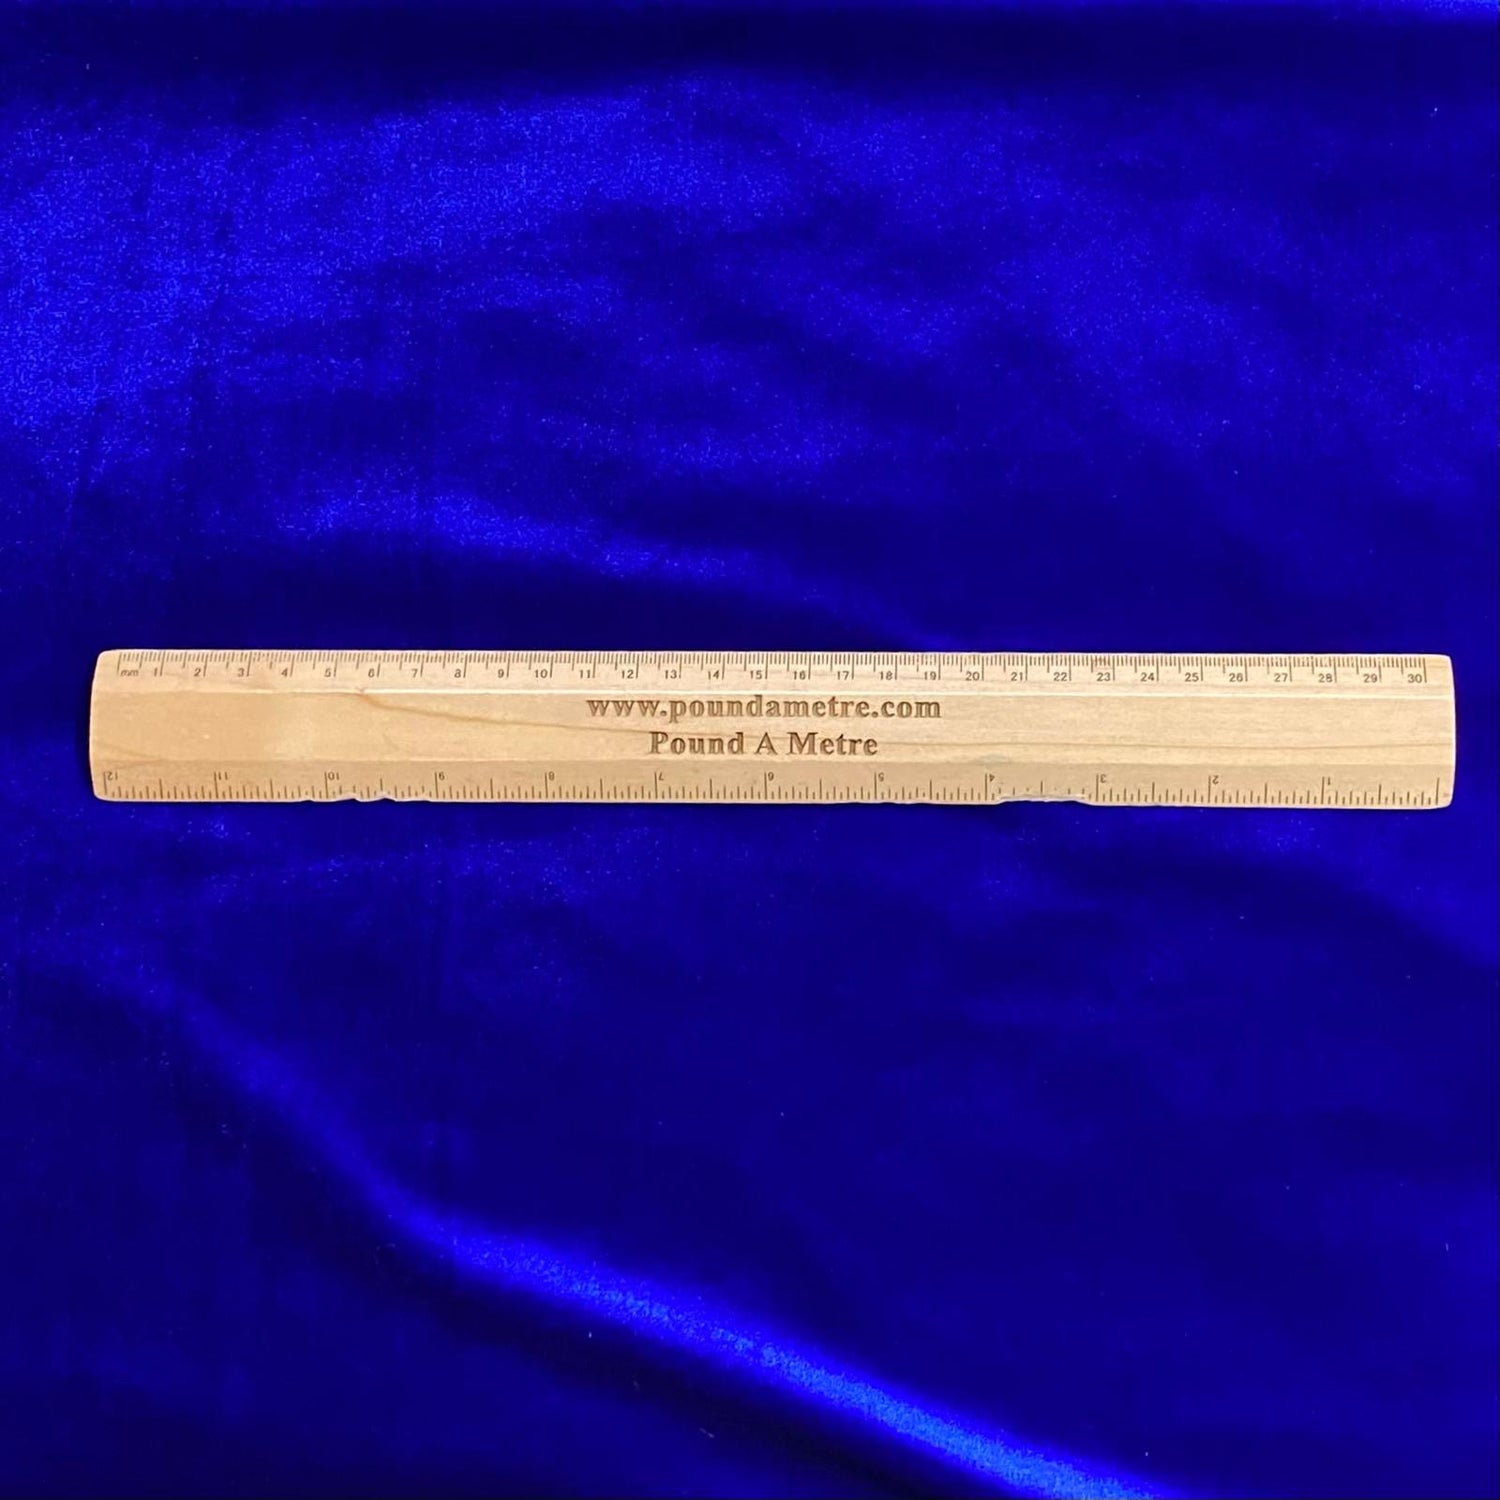 mm 1 2 3 4 5 6 7 8 9 10 11 12 13 14 15 16 17 18 19 20 21 22 23 24 25 26 27 28 29 30
www.poundametre.com
Pound A Metre
12 11 10 9 8 7 6 5 4 3 2 1